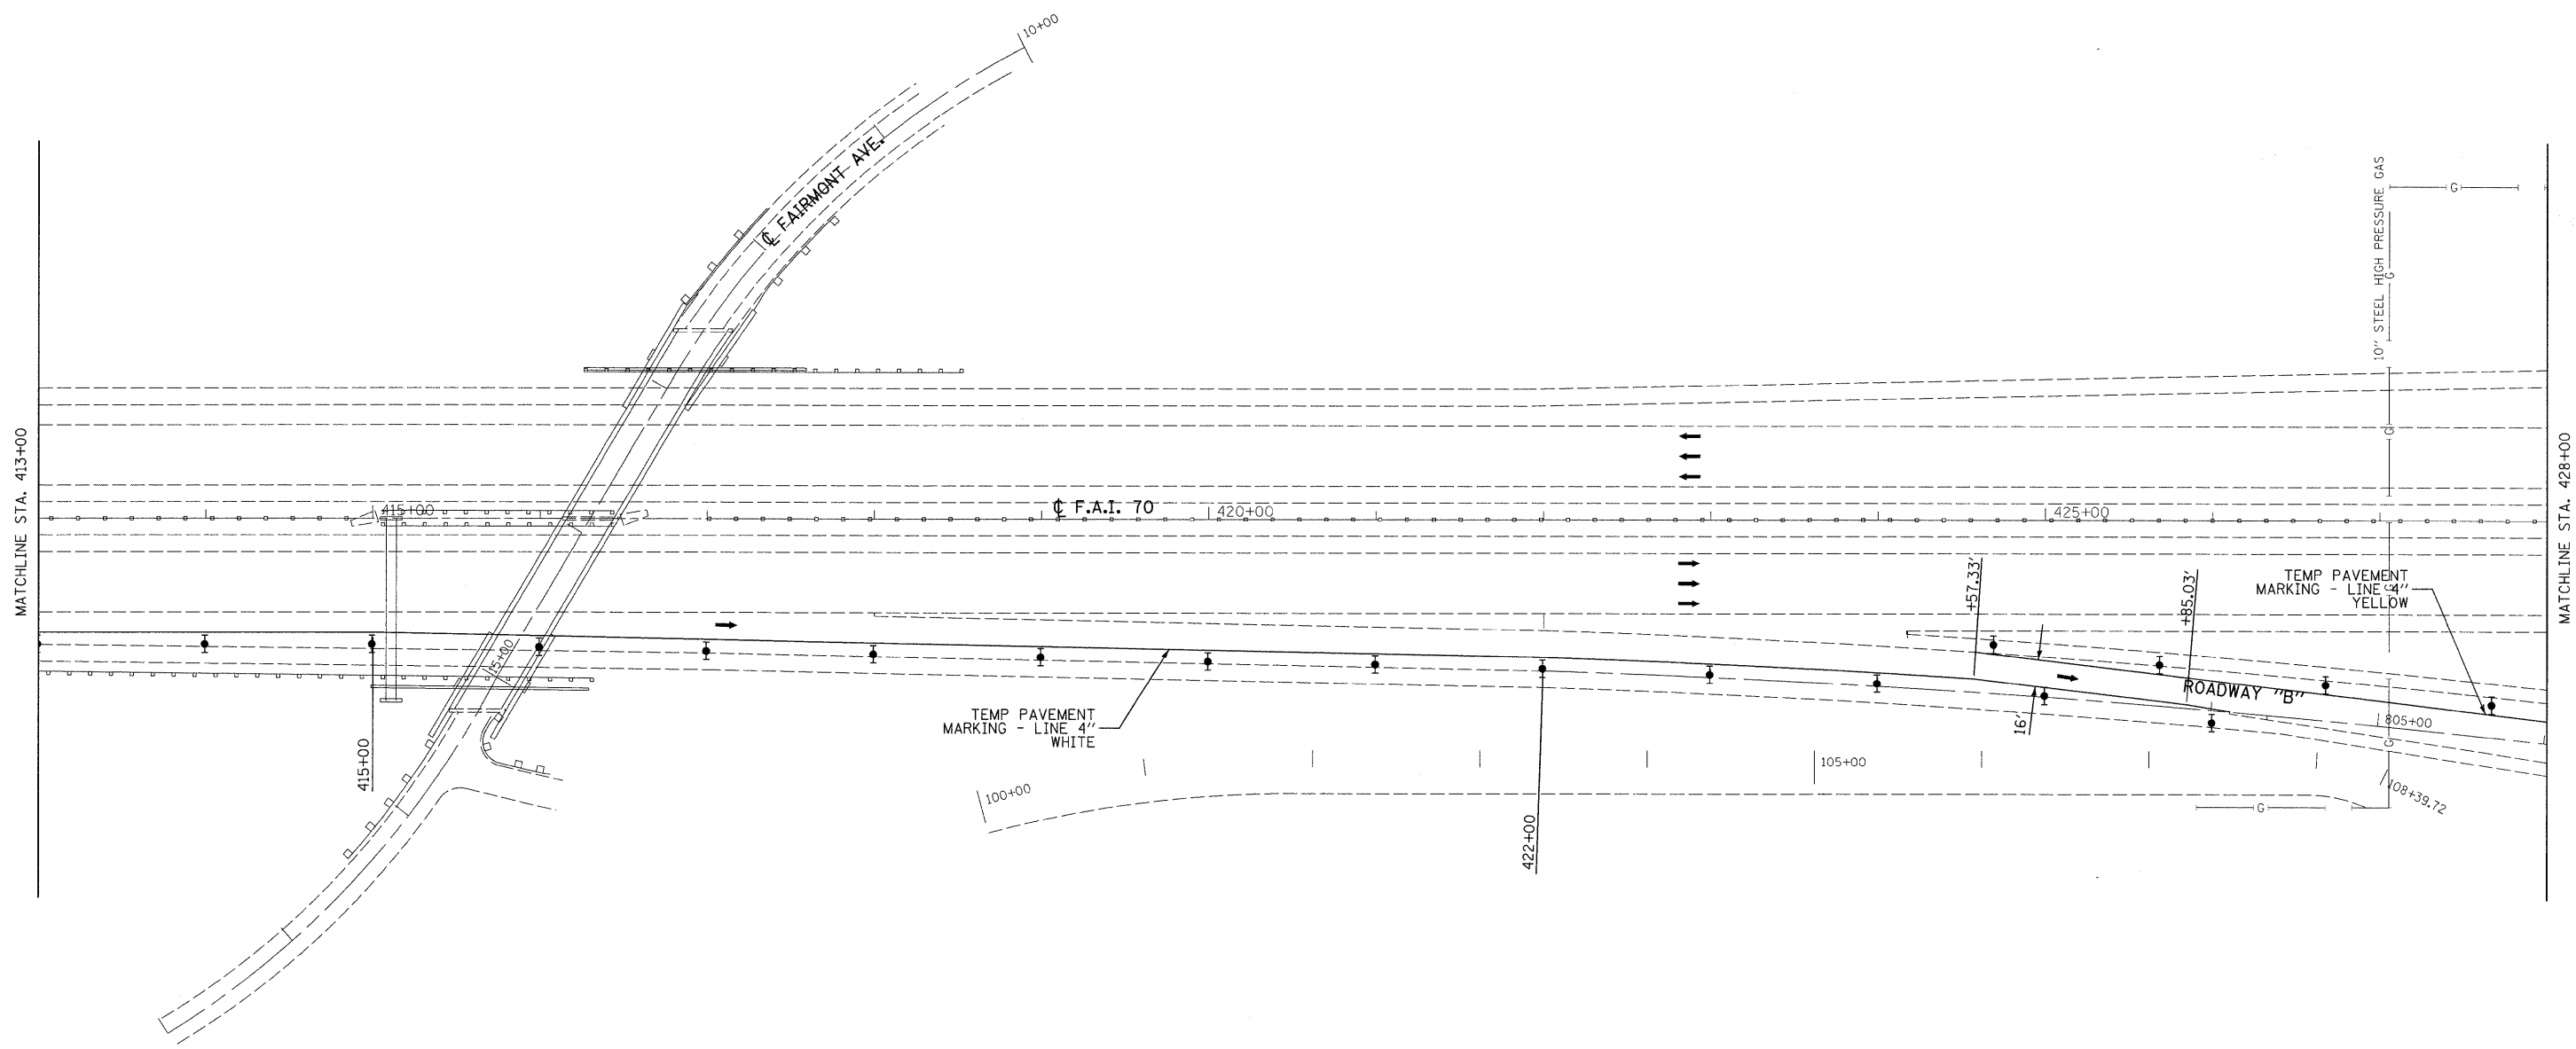 10+00
℄ FAIRMONT AVE.
10" STEEL HIGH PRESSURE GAS
G
G
G
MATCHLINE STA. 413+00
MATCHLINE STA. 428+00
415+00
℄ F.A.I. 70
420+00
425+00
+57.33'
+85.03'
TEMP PAVEMENT
MARKING - LINE 4"
YELLOW
G
15+00
ROADWAY "B"
16'
805+00
TEMP PAVEMENT
MARKING - LINE 4"
WHITE
G
415+00
105+00
100+00
108+39.72
G
422+00